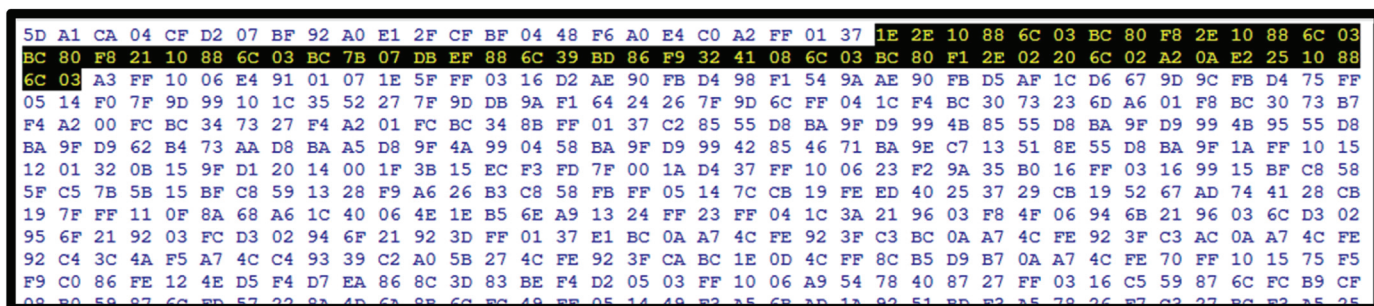 5D A1 CA 04 CF D2 07 BF 92 A0 E1 2F CF BF 04 48 F6 A0 E4 C0 A2 FF 01 37 1E 2E 10 88 6C 03 BC 80 F8 2E 10 88 6C 03
BC 80 F8 21 10 88 6C 03 BC 7B 07 DB EF 88 6C 39 BD 86 F9 32 41 08 6C 03 BC 80 F1 2E 02 20 6C 02 A2 0A E2 25 10 88
6C 03 A3 FF 10 06 E4 91 01 07 1E 5F FF 03 16 D2 AE 90 FB D4 98 F1 54 9A AE 90 FB D5 AF 1C D6 67 9D 9C FB D4 75 FF
05 14 F0 7F 9D 99 10 1C 35 52 27 7F 9D DB 9A F1 64 24 26 7F 9D 6C FF 04 1C F4 BC 30 73 23 6D A6 01 F8 BC 30 73 B7
F4 A2 00 FC BC 34 73 27 F4 A2 01 FC BC 34 8B FF 01 37 C2 85 55 D8 BA 9F D9 99 4B 85 55 D8 BA 9F D9 99 4B 95 55 D8
BA 9F D9 62 B4 73 AA D8 BA A5 D8 9F 4A 99 04 58 BA 9F D9 99 42 85 46 71 BA 9E C7 13 51 8E 55 D8 BA 9F 1A FF 10 15
12 01 32 0B 15 9F D1 20 14 00 1F 3B 15 EC F3 FD 7F 00 1A D4 37 FF 10 06 23 F2 9A 35 B0 16 FF 03 16 99 15 BF C8 58
5F C5 7B 5B 15 BF C8 59 13 28 F9 A6 26 B3 C8 58 FB FF 05 14 7C CB 19 FE ED 40 25 37 29 CB 19 52 67 AD 74 41 28 CB
19 7F FF 11 0F 8A 68 A6 1C 40 06 4E 1E B5 6E A9 13 24 FF 23 FF 04 1C 3A 21 96 03 F8 4F 06 94 6B 21 96 03 6C D3 02
95 6F 21 92 03 FC D3 02 94 6F 21 92 3D FF 01 37 E1 BC 0A A7 4C FE 92 3F C3 BC 0A A7 4C FE 92 3F C3 AC 0A A7 4C FE
92 C4 3C 4A F5 A7 4C C4 93 39 C2 A0 5B 27 4C FE 92 3F CA BC 1E 0D 4C FF 8C B5 D9 B7 0A A7 4C FE 70 FF 10 15 75 F5
F9 C0 86 FE 12 4E D5 F4 D7 EA 86 8C 3D 83 BE F4 D2 05 03 FF 10 06 A9 54 78 40 87 27 FF 03 16 C5 59 87 6C FC B9 CF